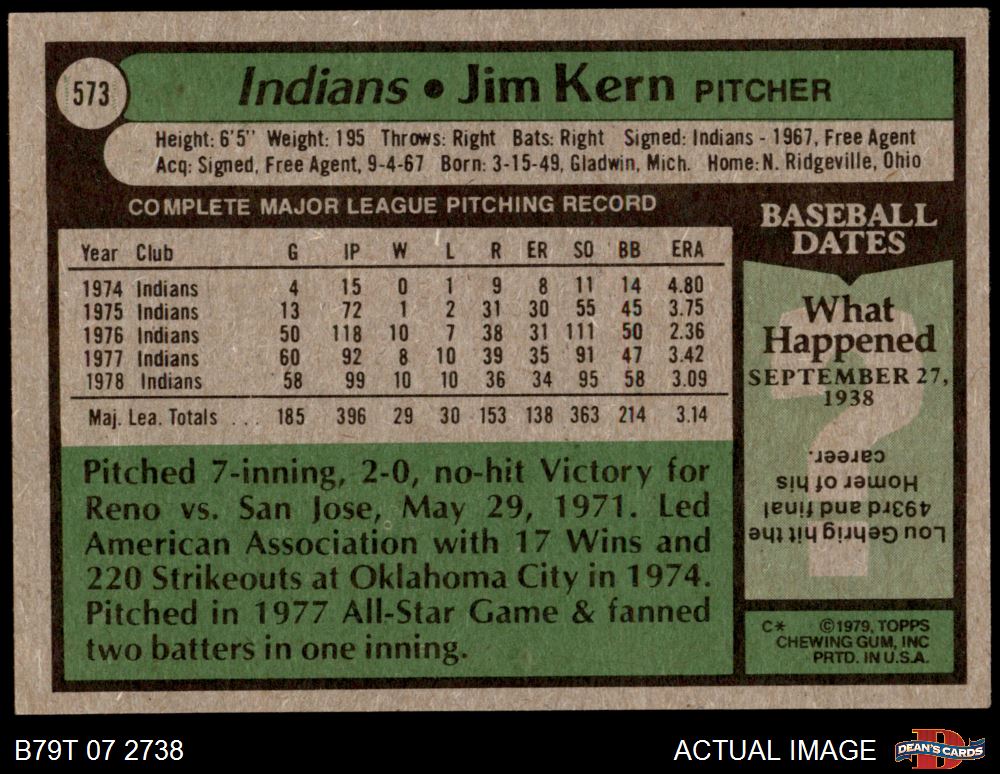 573
Indians • Jim Kern PITCHER
Height: 6'5" Weight: 195 Throws: Right Bats: Right Signed: Indians - 1967, Free Agent
Acq: Signed, Free Agent, 9-4-67 Born: 3-15-49, Gladwin, Mich. Home: N. Ridgeville, Ohio
COMPLETE MAJOR LEAGUE PITCHING RECORD
Year Club G IP W L R ER SO BB ERA
1974 Indians 4 15 0 1 9 8 11 14 4.80
1975 Indians 13 72 1 2 31 30 55 45 3.75
1976 Indians 50 118 10 7 38 31 111 50 2.36
1977 Indians 60 92 8 10 39 35 91 47 3.42
1978 Indians 58 99 10 10 36 34 95 58 3.09
Maj. Lea. Totals ... 185 396 29 30 153 138 363 214 3.14
Pitched 7-inning, 2-0, no-hit Victory for
Reno vs. San Jose, May 29, 1971. Led
American Association with 17 Wins and
220 Strikeouts at Oklahoma City in 1974.
Pitched in 1977 All-Star Game & fanned
two batters in one inning.
BASEBALL
DATES
What
Happened
SEPTEMBER 27,
1938
?
Lou Gehrig hit the
493rd and final
Homer of his
career.
C* ©1979, TOPPS
CHEWING GUM, INC
PRTD. IN U.S.A.
B79T 07 2738
ACTUAL IMAGE
D
DEAN'S CARDS